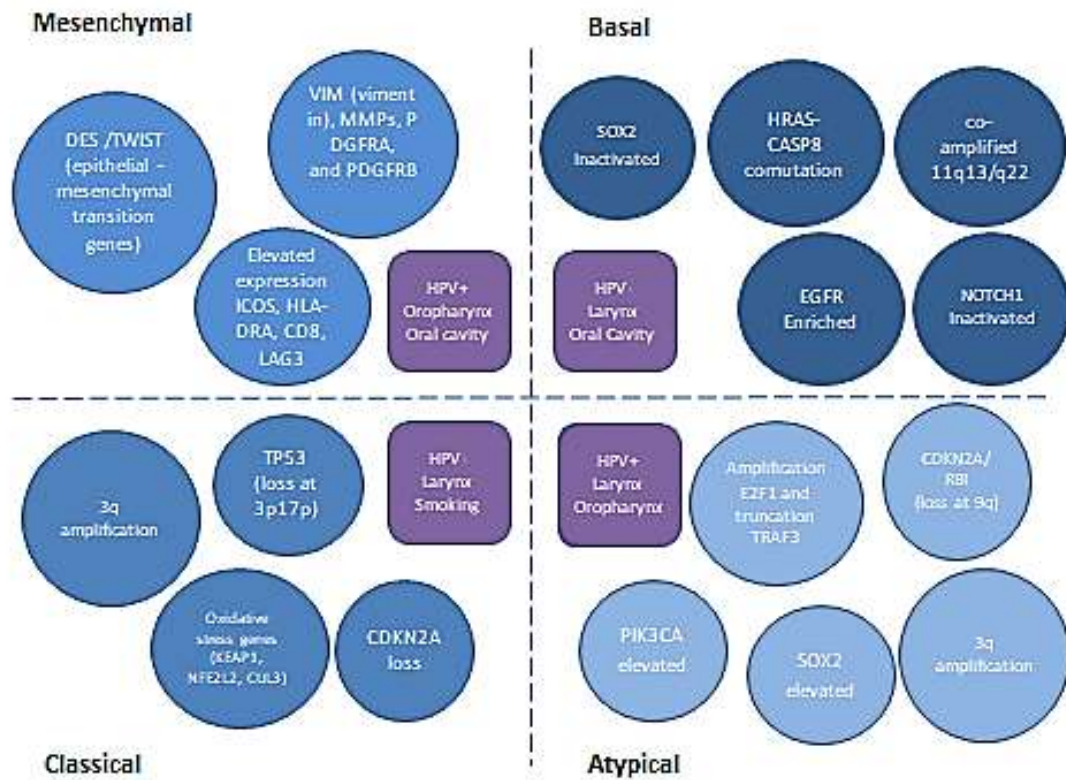 Mesenchymal
Basal
DES /TWIST
(epithelial –
mesenchymal
transition
genes)
VIM (viment
in), MMPs, P
DGFRA,
and PDGFRB
Elevated
expression
ICOS, HLA-
DRA, CD8,
LAG3
HPV+
Oropharynx
Oral cavity
SOX2
Inactivated
HRAS-
CASP8
comutation
co-
amplified
11q13/q22
HPV-
Larynx
Oral Cavity
EGFR
Enriched
NOTCH1
Inactivated
3q
amplification
TP53
(loss at
3p17p)
HPV-
Larynx
Smoking
Oxidative
stress genes
(KEAP1,
NFE2L2, CUL3)
CDKN2A
loss
HPV+
Larynx
Oropharynx
Amplification
E2F1 and
truncation
TRAF3
CDKN2A/
RBI
(loss at 9q)
PIK3CA
elevated
SOX2
elevated
3q
amplification
Classical
Atypical